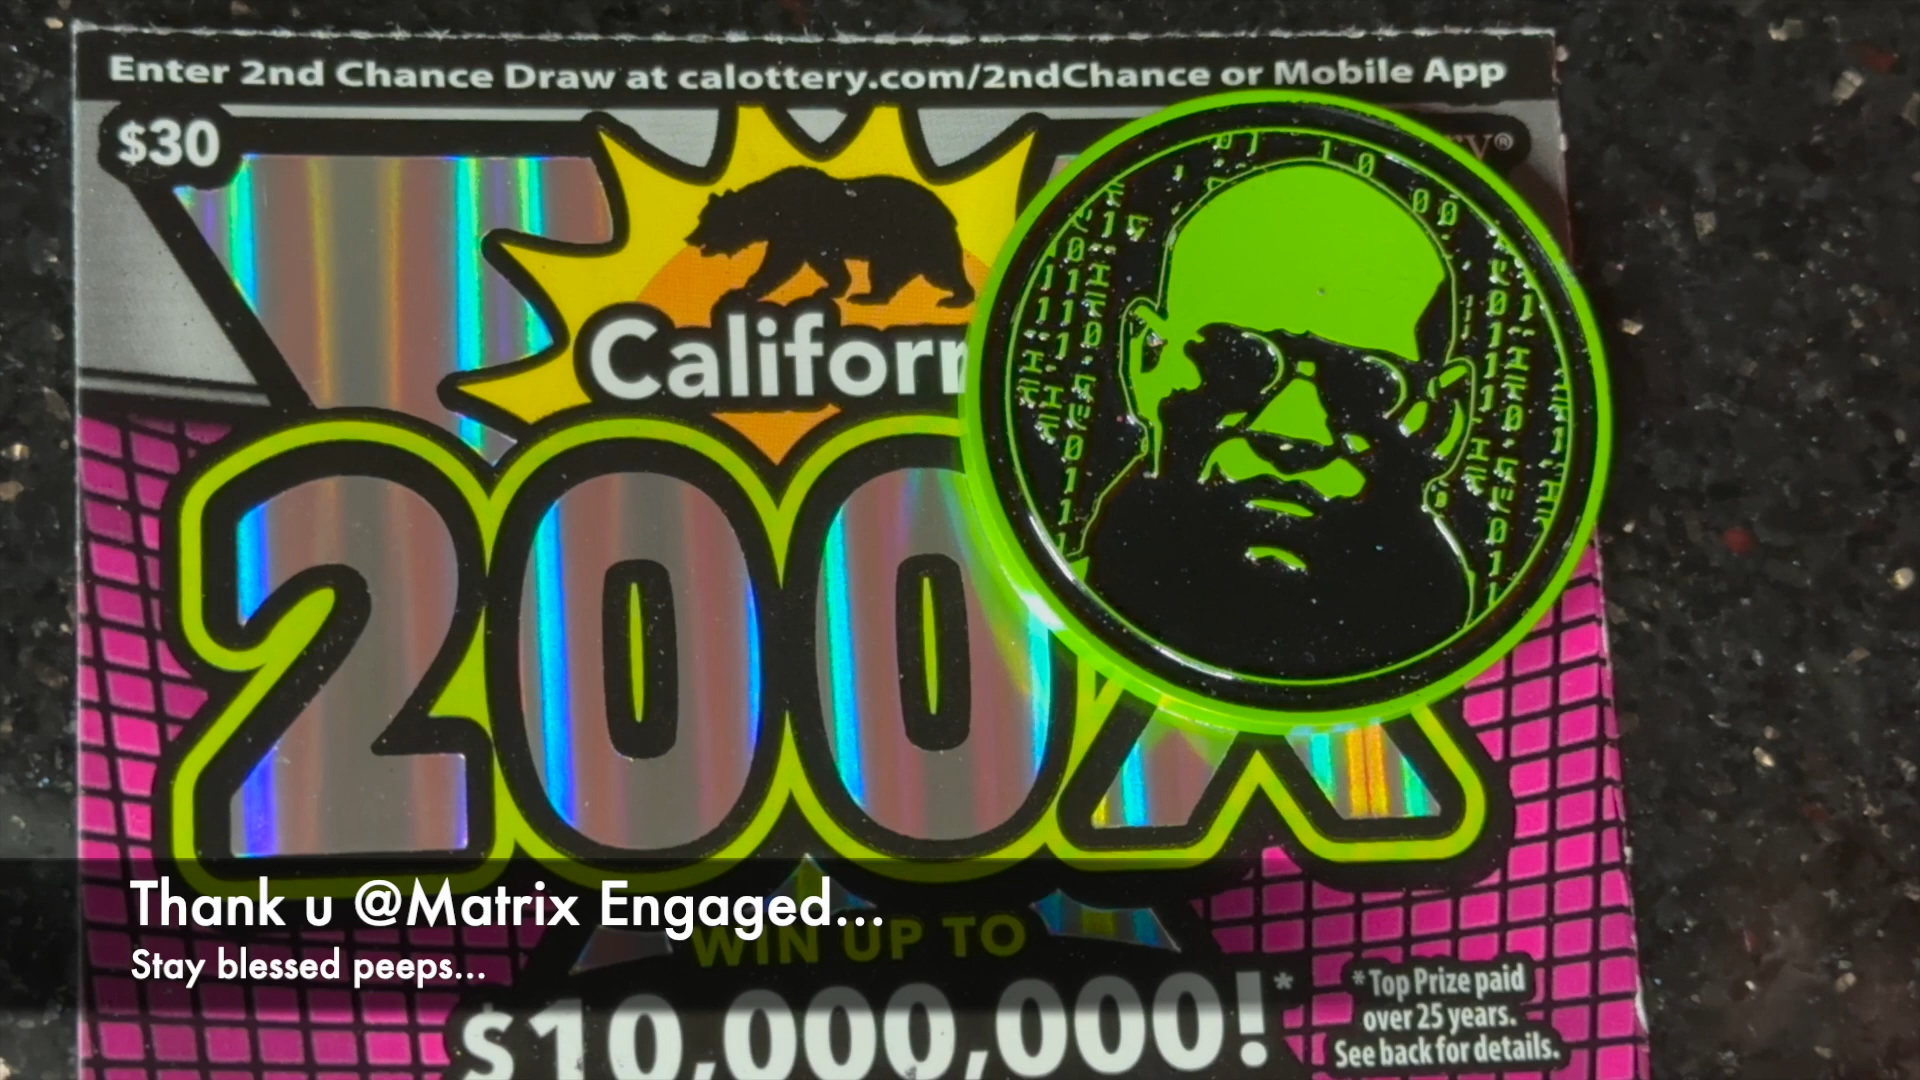 Enter 2nd Chance Draw at calottery.com/2ndChance or Mobile App
$30
Californ
200X
Thank u @Matrix Engaged...
WIN UP TO
Stay blessed peeps...
$10,000,000!*
*Top Prize paid
over 25 years.
See back for details.